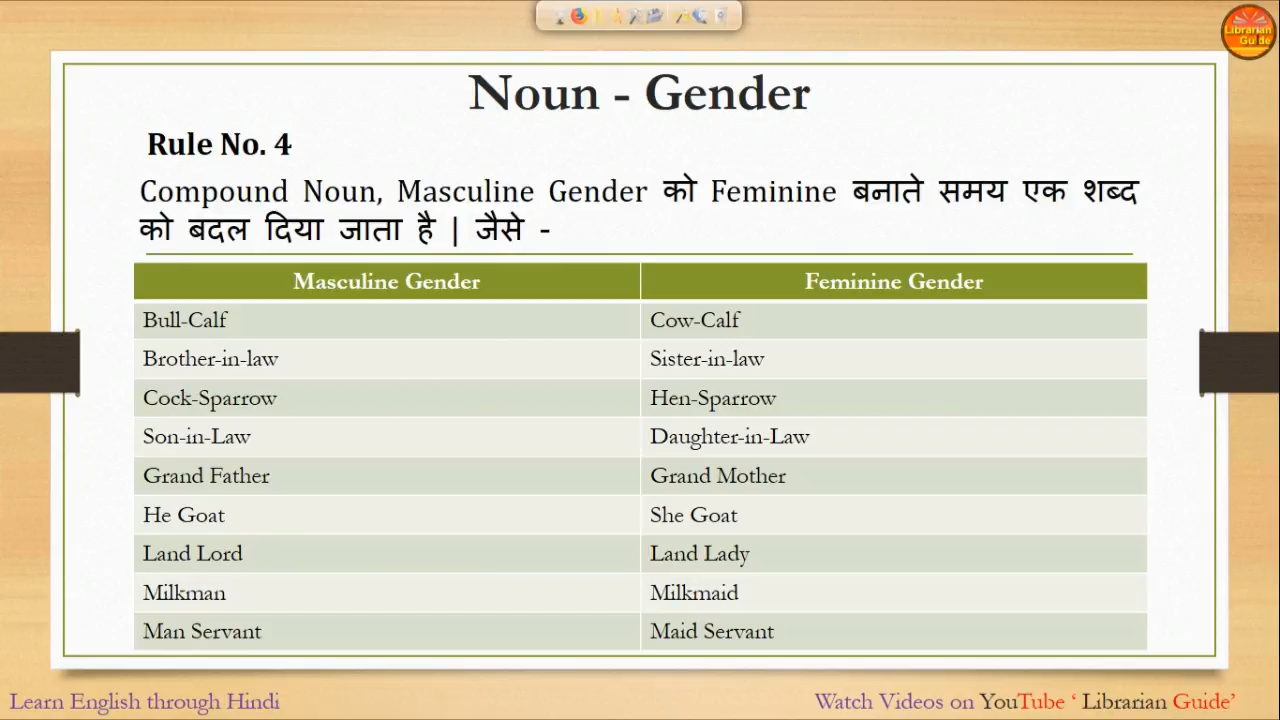 Librarian
Guide
Noun - Gender
Rule No. 4
Compound Noun, Masculine Gender को Feminine बनाते समय एक शब्द
को बदल दिया जाता है | जैसे -
Masculine Gender Feminine Gender
Bull-Calf Cow-Calf
Brother-in-law Sister-in-law
Cock-Sparrow Hen-Sparrow
Son-in-Law Daughter-in-Law
Grand Father Grand Mother
He Goat She Goat
Land Lord Land Lady
Milkman Milkmaid
Man Servant Maid Servant
Learn English through Hindi Watch Videos on YouTube ‘ Librarian Guide’